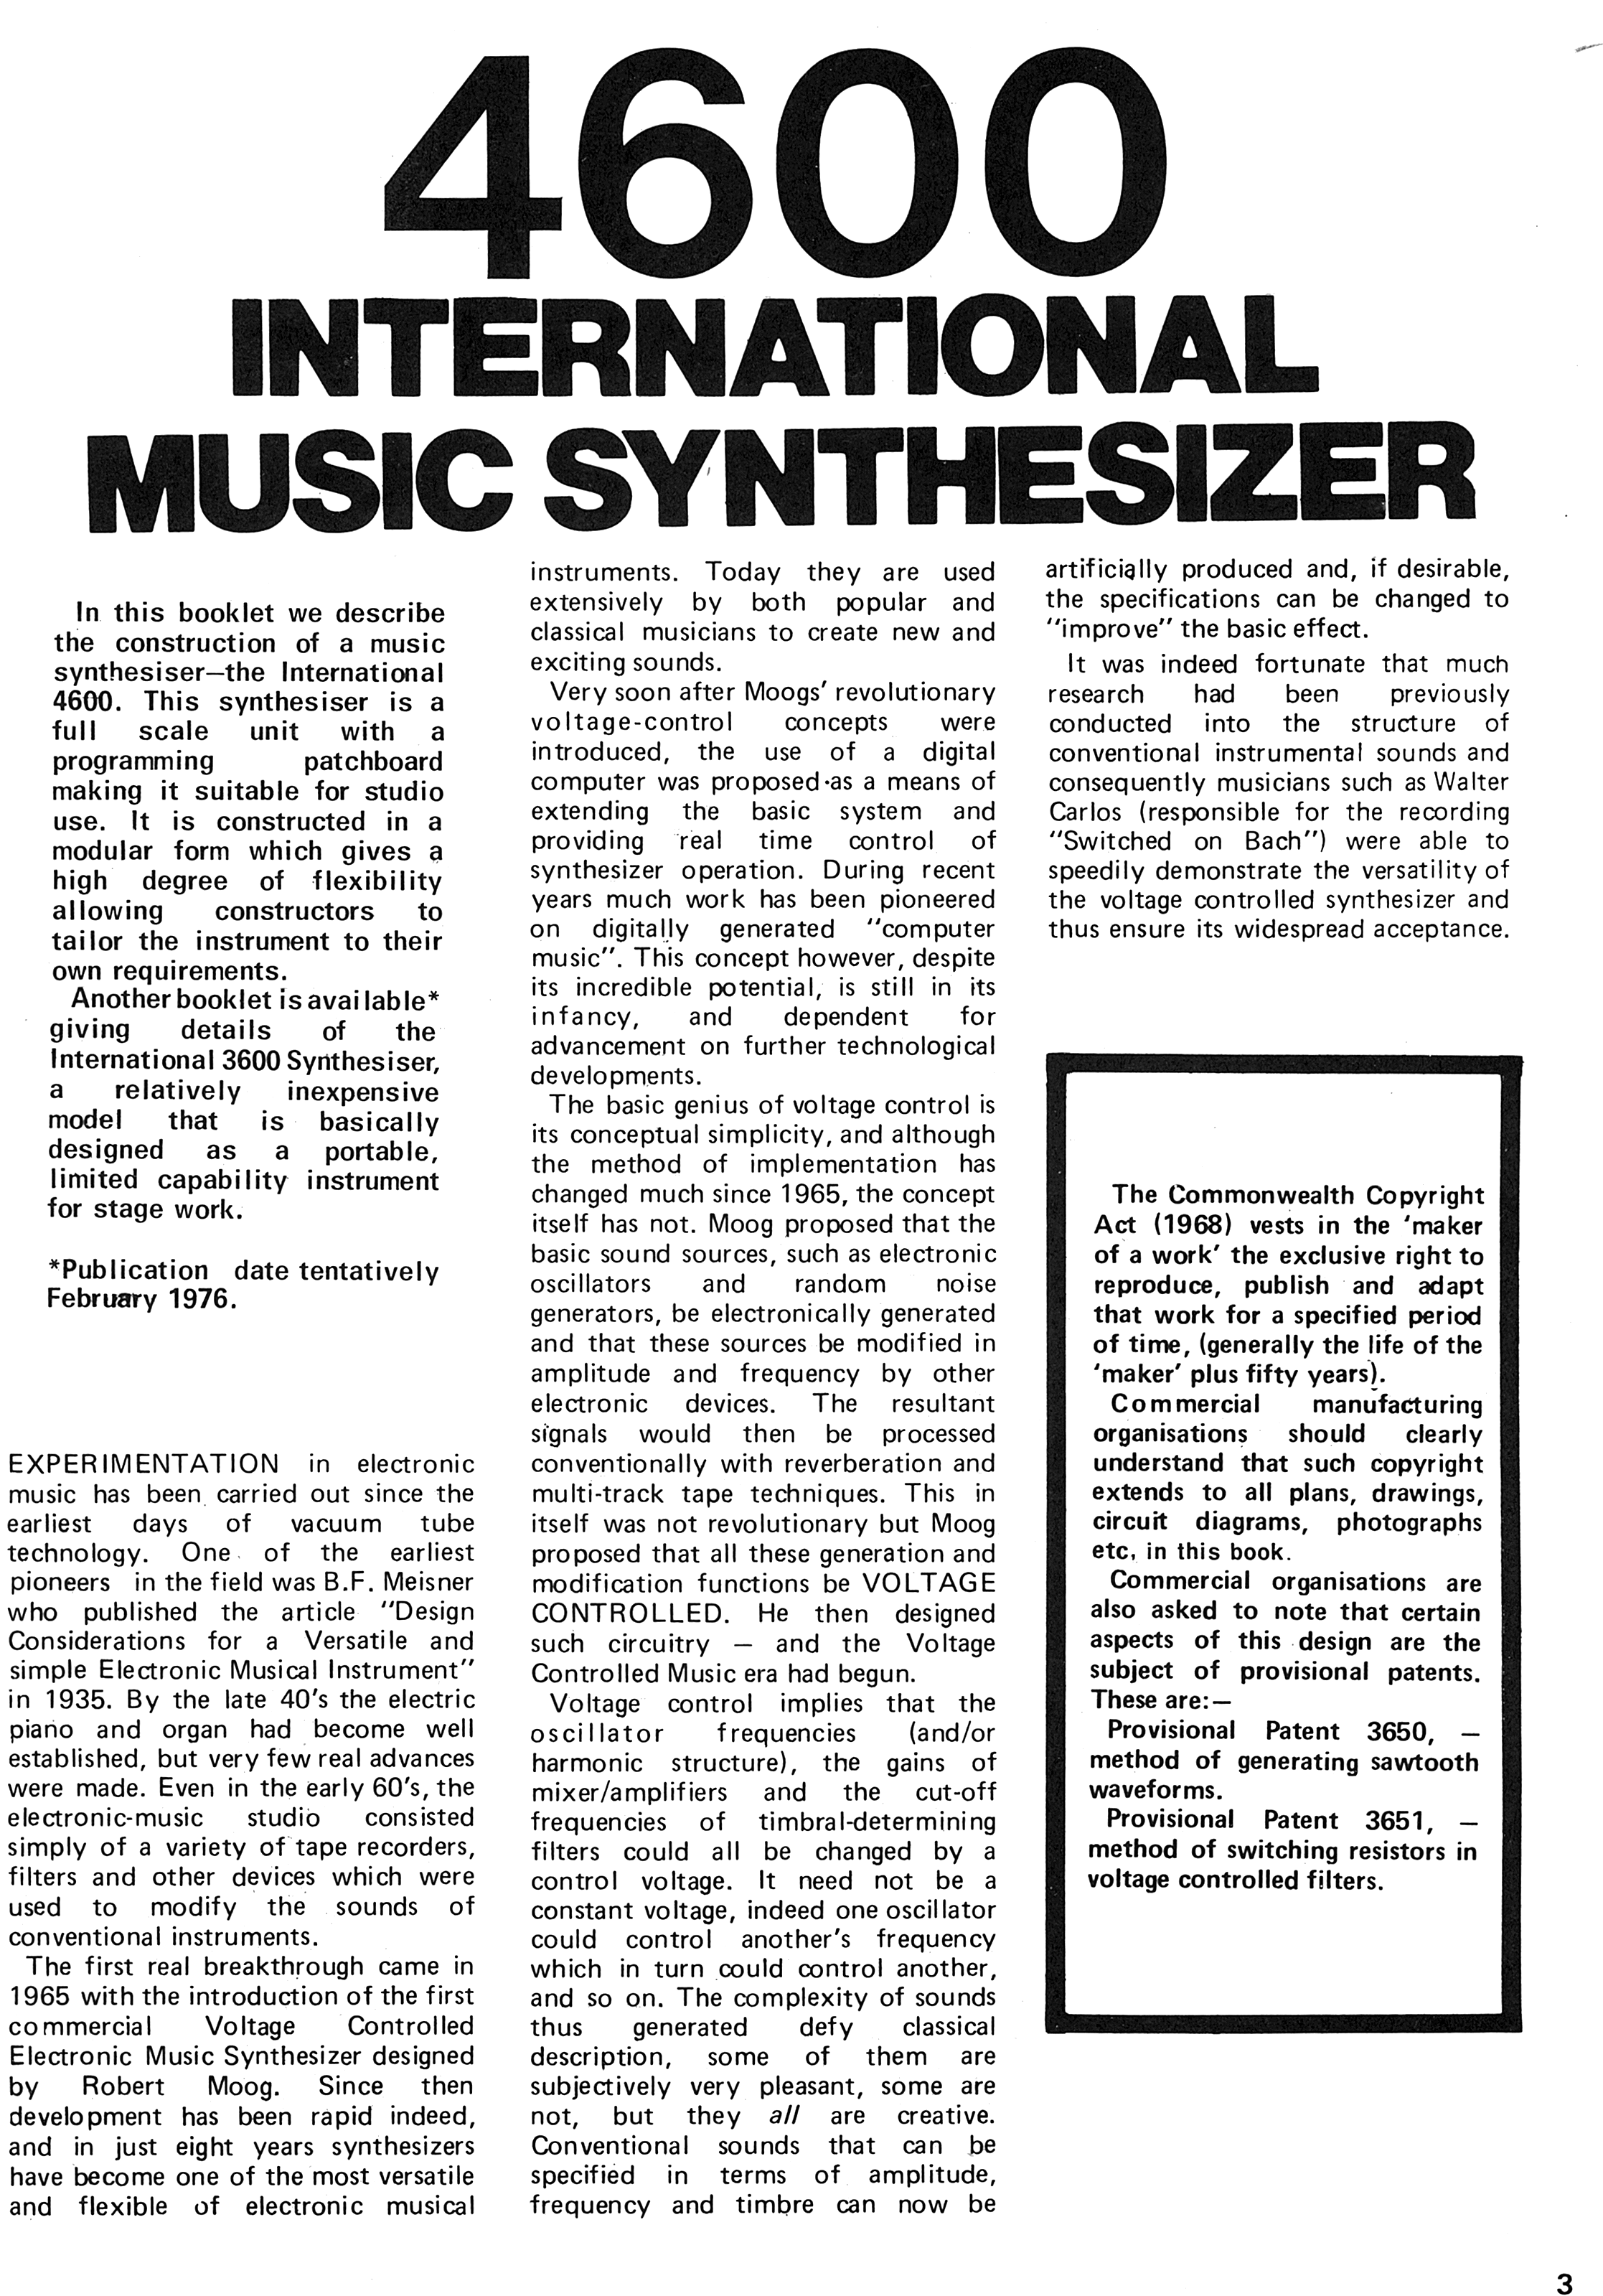 4600
INTERNATIONAL
MUSIC SYNTHESIZER
In this booklet we describe
the construction of a music
synthesiser—the International
4600. This synthesiser is a
full scale unit with a
programming patchboard
making it suitable for studio
use. It is constructed in a
modular form which gives a
high degree of flexibility
allowing constructors to
tailor the instrument to their
own requirements.
Another booklet is available*
giving details of the
International 3600 Synthesiser,
a relatively inexpensive
model that is basically
designed as a portable,
limited capability instrument
for stage work.
*Publication date tentatively
February 1976.
EXPERIMENTATION in electronic
music has been carried out since the
earliest days of vacuum tube
technology. One of the earliest
pioneers in the field was B.F. Meisner
who published the article "Design
Considerations for a Versatile and
simple Electronic Musical Instrument"
in 1935. By the late 40's the electric
piano and organ had become well
established, but very few real advances
were made. Even in the early 60's, the
electronic-music studio consisted
simply of a variety of tape recorders,
filters and other devices which were
used to modify the sounds of
conventional instruments.
The first real breakthrough came in
1965 with the introduction of the first
commercial Voltage Controlled
Electronic Music Synthesizer designed
by Robert Moog. Since then
development has been rapid indeed,
and in just eight years synthesizers
have become one of the most versatile
and flexible of electronic musical
instruments. Today they are used
extensively by both popular and
classical musicians to create new and
exciting sounds.
Very soon after Moogs' revolutionary
voltage-control concepts were
introduced, the use of a digital
computer was proposed as a means of
extending the basic system and
providing real time control of
synthesizer operation. During recent
years much work has been pioneered
on digitally generated "computer
music". This concept however, despite
its incredible potential, is still in its
infancy, and dependent for
advancement on further technological
developments.
The basic genius of voltage control is
its conceptual simplicity, and although
the method of implementation has
changed much since 1965, the concept
itself has not. Moog proposed that the
basic sound sources, such as electronic
oscillators and random noise
generators, be electronically generated
and that these sources be modified in
amplitude and frequency by other
electronic devices. The resultant
signals would then be processed
conventionally with reverberation and
multi-track tape techniques. This in
itself was not revolutionary but Moog
proposed that all these generation and
modification functions be VOLTAGE
CONTROLLED. He then designed
such circuitry — and the Voltage
Controlled Music era had begun.
Voltage control implies that the
oscillator frequencies (and/or
harmonic structure), the gains of
mixer/amplifiers and the cut-off
frequencies of timbral-determining
filters could all be changed by a
control voltage. It need not be a
constant voltage, indeed one oscillator
could control another's frequency
which in turn could control another,
and so on. The complexity of sounds
thus generated defy classical
description, some of them are
subjectively very pleasant, some are
not, but they all are creative.
Conventional sounds that can be
specified in terms of amplitude,
frequency and timbre can now be
artificially produced and, if desirable,
the specifications can be changed to
"improve" the basic effect.
It was indeed fortunate that much
research had been previously
conducted into the structure of
conventional instrumental sounds and
consequently musicians such as Walter
Carlos (responsible for the recording
"Switched on Bach") were able to
speedily demonstrate the versatility of
the voltage controlled synthesizer and
thus ensure its widespread acceptance.
The Commonwealth Copyright
Act (1968) vests in the 'maker
of a work' the exclusive right to
reproduce, publish and adapt
that work for a specified period
of time, (generally the life of the
'maker' plus fifty years).
Commercial manufacturing
organisations should clearly
understand that such copyright
extends to all plans, drawings,
circuit diagrams, photographs
etc, in this book.
Commercial organisations are
also asked to note that certain
aspects of this design are the
subject of provisional patents.
These are:—
Provisional Patent 3650, —
method of generating sawtooth
waveforms.
Provisional Patent 3651, —
method of switching resistors in
voltage controlled filters.
3